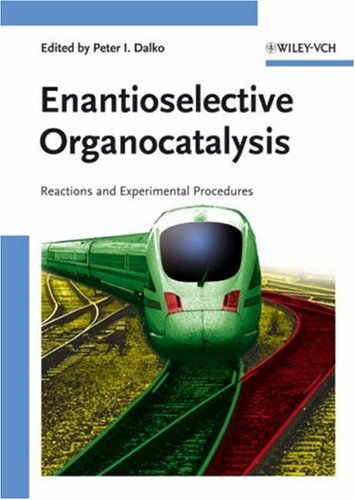 Edited by Peter I. Dalko
WILEY-VCH
Enantioselective
Organocatalysis
Reactions and Experimental Procedures